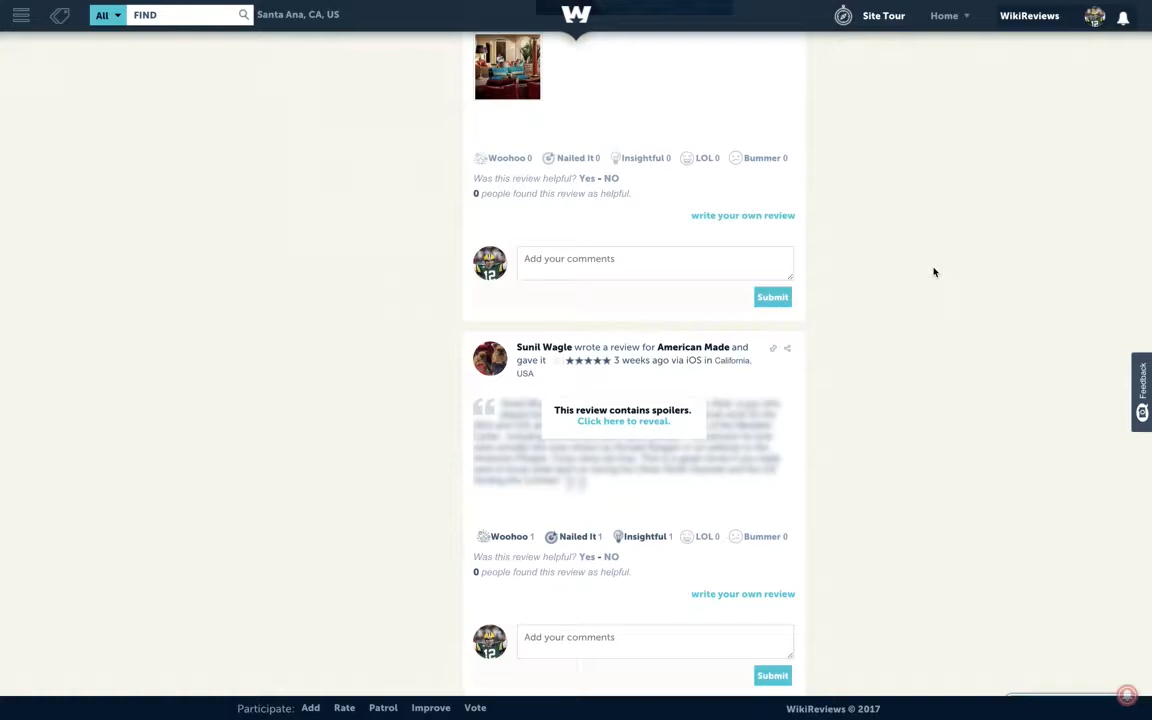 All FIND Santa Ana, CA, US W Site Tour Home WikiReviews
Woohoo 0 Nailed It 0 Insightful 0 LOL 0 Bummer 0
Was this review helpful? Yes - NO
0 people found this review as helpful.
write your own review
Add your comments
Submit
Sunil Wagle wrote a review for American Made and
gave it ★★★★★ 3 weeks ago via iOS in California,
USA
This review contains spoilers.
Click here to reveal.
Woohoo 1 Nailed It 1 Insightful 1 LOL 0 Bummer 0
Was this review helpful? Yes - NO
0 people found this review as helpful.
write your own review
Add your comments
Submit
Feedback
Participate: Add Rate Patrol Improve Vote WikiReviews © 2017